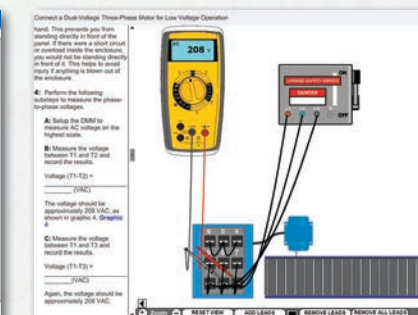 Connect a Dual-Voltage Three-Phase Motor for Low Voltage Operation
hand. This prevents you from
standing directly in front of the
panel. If there were a short circuit
or overload inside the enclosure,
you would not be standing directly
in front of it. This helps to avoid
injury if anything is blown out of
the enclosure.
4: Perform the following
substeps to measure the phase-
to-phase voltages.
A: Setup the DMM to
measure AC voltage on the
highest scale.
B: Measure the voltage
between T1 and T2 and
record the results.
Voltage (T1-T2) =
(VAC)
The voltage should be
approximately 208 VAC, as
shown in graphic 4. Graphic
4
C: Measure the voltage
between T1 and T3 and
record the results.
Voltage (T1-T3) =
(VAC)
Again, the voltage should be
approximately 208 VAC.
208 V
3-PHASE SAFETY SWITCH
DANGER
ON
OFF
RESET VIEW ADD LEADS REMOVE LEADS REMOVE ALL LEADS